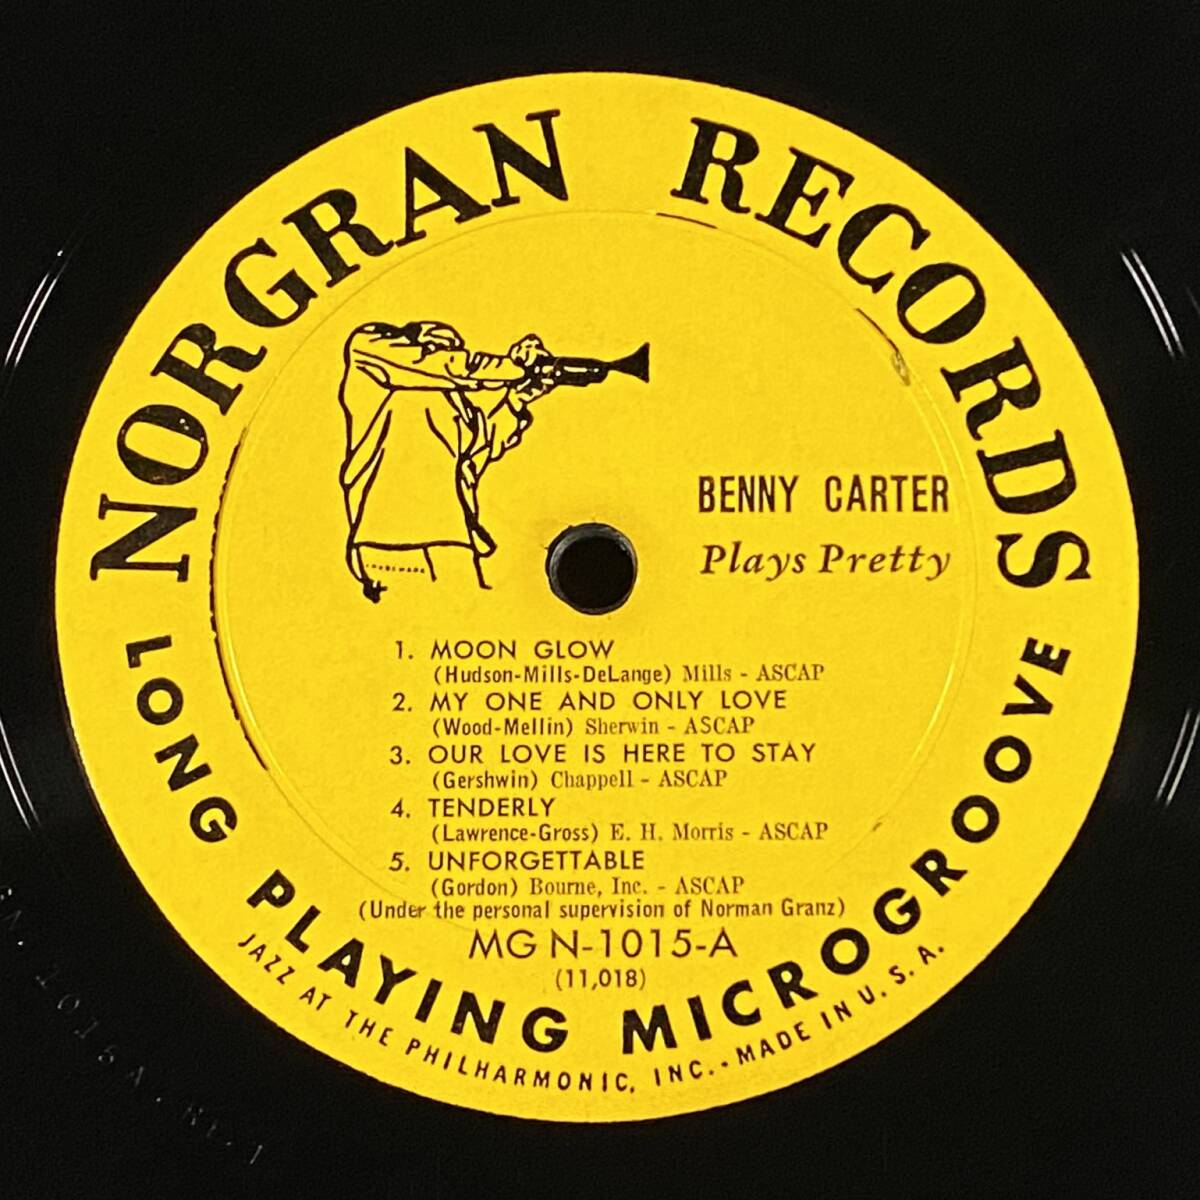 NORGRAN RECORDS
TRADEMARK
BENNY CARTER
Plays Pretty
1. MOON GLOW
(Hudson-Mills-DeLange) Mills - ASCAP
2. MY ONE AND ONLY LOVE
(Wood-Mellin) Sherwin - ASCAP
3. OUR LOVE IS HERE TO STAY
(Gershwin) Chappell - ASCAP
4. TENDERLY
(Lawrence-Gross) E. H. Morris - ASCAP
5. UNFORGETTABLE
(Gordon) Bourne, Inc. - ASCAP
(Under the personal supervision of Norman Granz)
MG N-1015-A
(11,018)
LONG PLAYING MICROGROOVE
JAZZ AT THE PHILHARMONIC, INC. • MADE IN U. S. A.